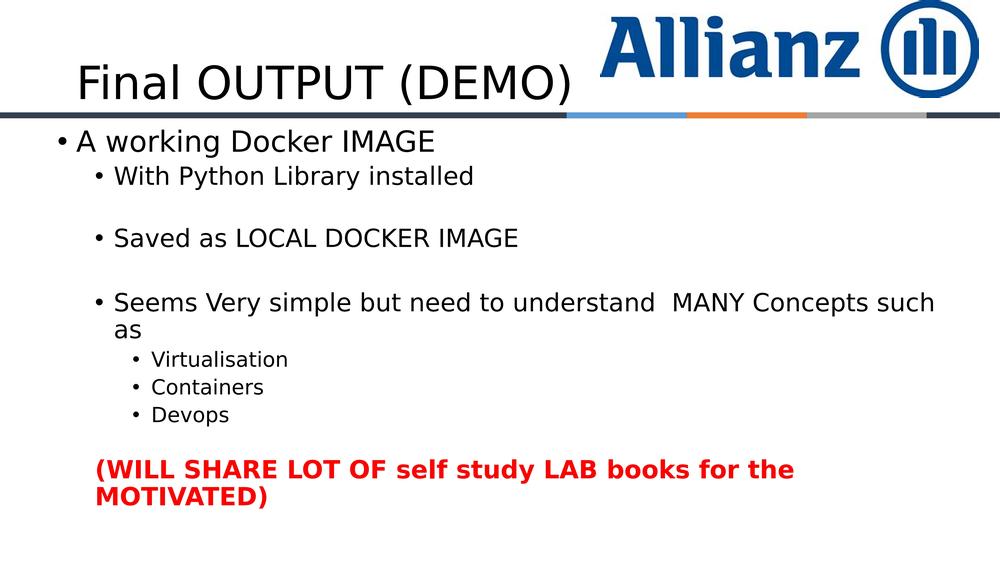 Allianz
Final OUTPUT (DEMO)
• A working Docker IMAGE
• With Python Library installed
• Saved as LOCAL DOCKER IMAGE
• Seems Very simple but need to understand  MANY Concepts such
as
• Virtualisation
• Containers
• Devops
(WILL SHARE LOT OF self study LAB books for the
MOTIVATED)